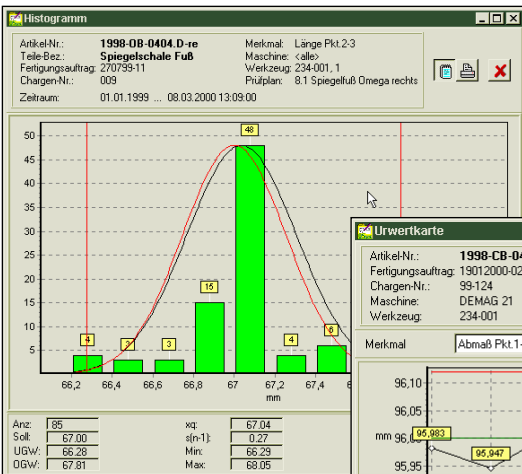 Histogramm
Artikel-Nr.: 1998-OB-0404.D-re Merkmal: Länge Pkt.2-3
Teile-Bez.: Spiegelschale Fuß Maschine: <alle>
Fertigungsauftrag: 270799-11 Werkzeug: 234-001, 1
Chargen-Nr.: 009 Prüfplan: 8.1 Spiegelfuß Omega rechts
Zeitraum: 01.01.1999 ... 08.03.2000 13:09:00
50
45
40
35
30
25
20
15
10
5
48
15
4
2
3
4
6
66,2 66,4 66,6 66,8 67 67,2 67,4
mm
Anz: 85 xq: 67.04
Soll: 67.00 s(n-1): 0.27
UGW: 66.28 Min: 66.29
OGW: 67.81 Max: 68.05
Urwertkarte
Artikel-Nr.: 1998-CB-04
Fertigungsauftrag: 19012000-02
Chargen-Nr.: 99-124
Maschine: DEMAG 21
Werkzeug: 234-001
Merkmal Abmaß Pkt.1-
96,10
96,05
mm 96,0
95,95
95,983
95,947